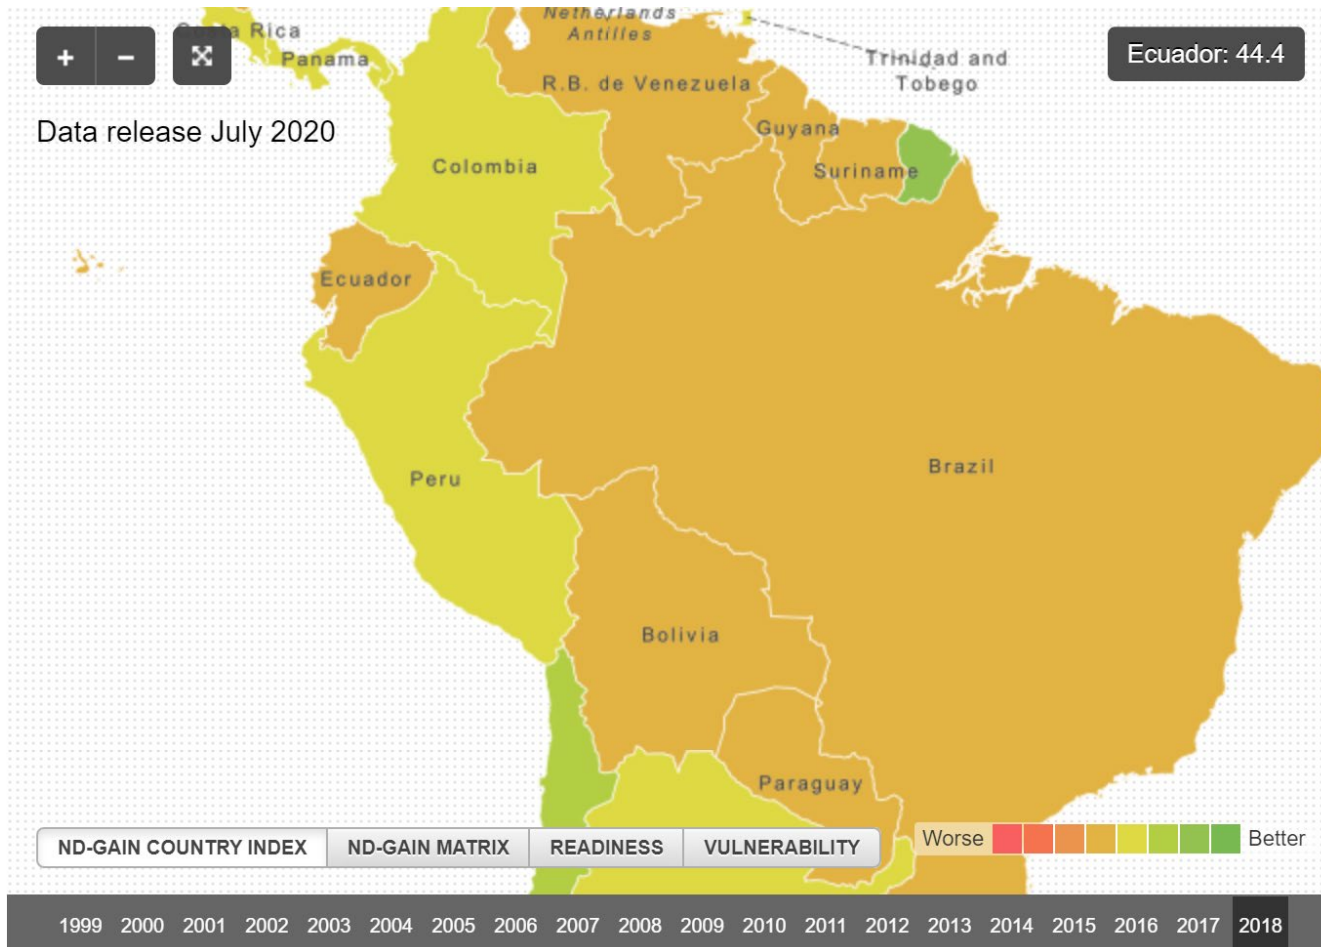 Costa Rica
Netherlands
Antilles
+ −
Panama
R.B. de Venezuela
Trinidad and
Tobego
Ecuador: 44.4
Data release July 2020
Guyana
Colombia
Suriname
Ecuador
Peru
Brazil
Bolivia
Paraguay
ND-GAIN COUNTRY INDEX ND-GAIN MATRIX READINESS VULNERABILITY
Worse Better
1999 2000 2001 2002 2003 2004 2005 2006 2007 2008 2009 2010 2011 2012 2013 2014 2015 2016 2017 2018